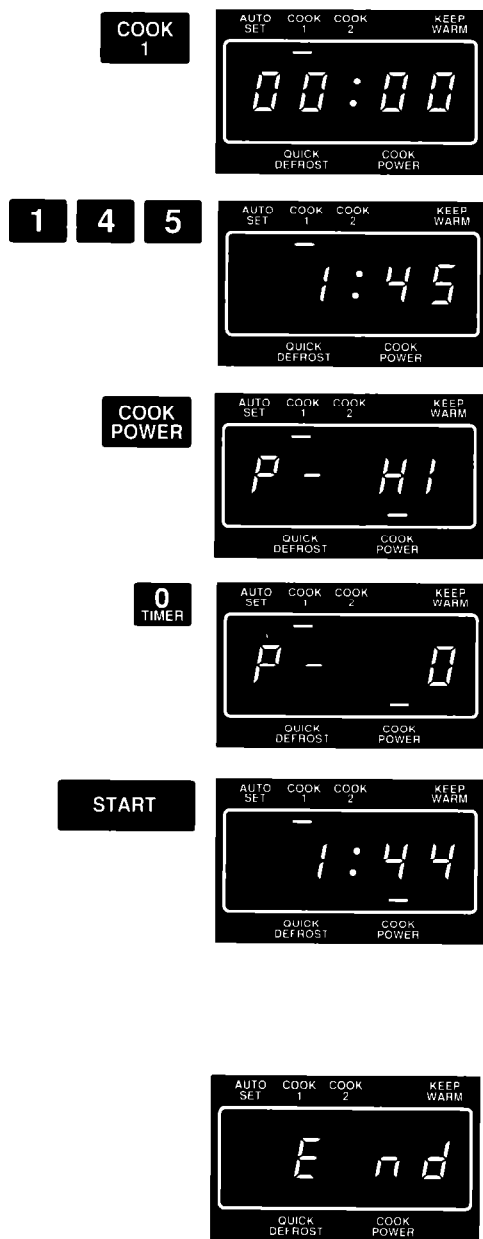 COOK
1
AUTO SET COOK 1 COOK 2 KEEP WARM
00:00
QUICK DEFROST COOK POWER
1 4 5
AUTO SET COOK 1 COOK 2 KEEP WARM
1:45
QUICK DEFROST COOK POWER
COOK
POWER
AUTO SET COOK 1 COOK 2 KEEP WARM
P - HI
QUICK DEFROST COOK POWER
0
TIMER
AUTO SET COOK 1 COOK 2 KEEP WARM
P - 0
QUICK DEFROST COOK POWER
START
AUTO SET COOK 1 COOK 2 KEEP WARM
1:44
QUICK DEFROST COOK POWER
AUTO SET COOK 1 COOK 2 KEEP WARM
E nd
QUICK DEFROST COOK POWER